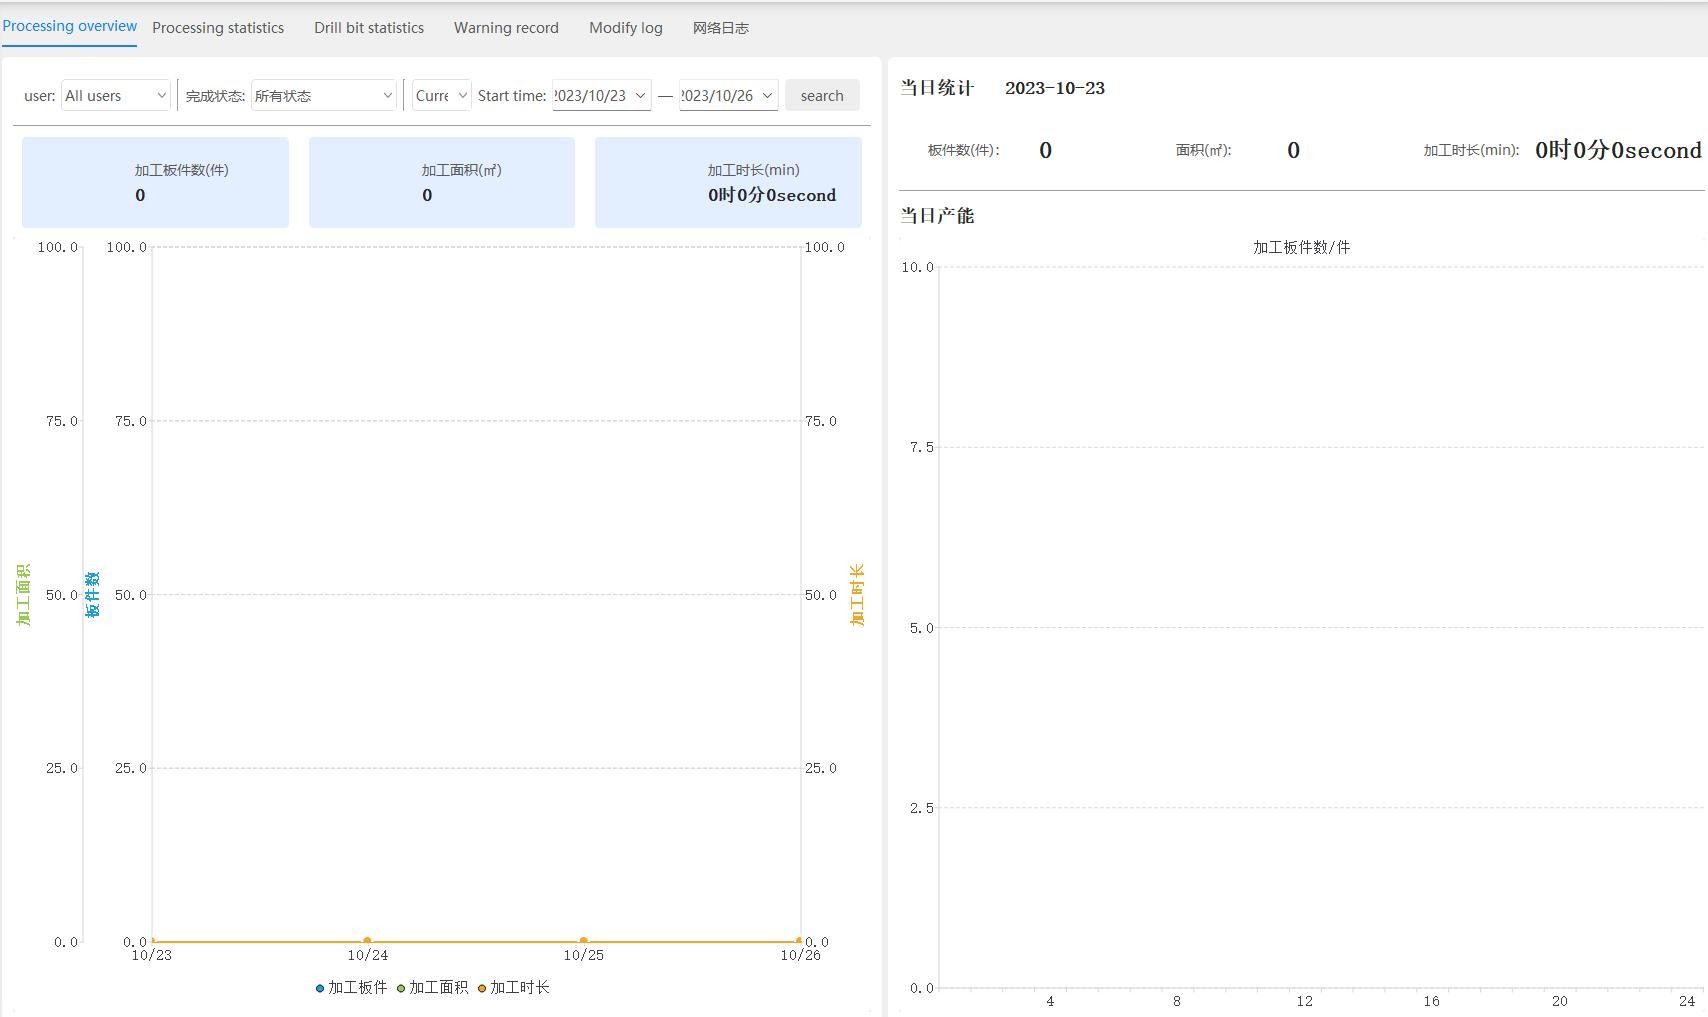 Processing overview Processing statistics Drill bit statistics Warning record Modify log 网络日志
user: All users 完成状态: 所有状态 Curre Start time: 2023/10/23 — 2023/10/26 search
加工板件数(件) 加工面积(㎡) 加工时长(min)
0 0 0时0分0second
100.0 100.0 100.0
75.0 75.0 75.0
加工面积 50.0 板件数 50.0 50.0 加工时长
25.0 25.0 25.0
0.0 0.0 0.0
10/23 10/24 10/25 10/26
加工板件 加工面积 加工时长
当日统计 2023-10-23
板件数(件): 0 面积(㎡): 0 加工时长(min): 0时0分0second
当日产能
加工板件数/件
10.0
7.5
5.0
2.5
0.0
4 8 12 16 20 24